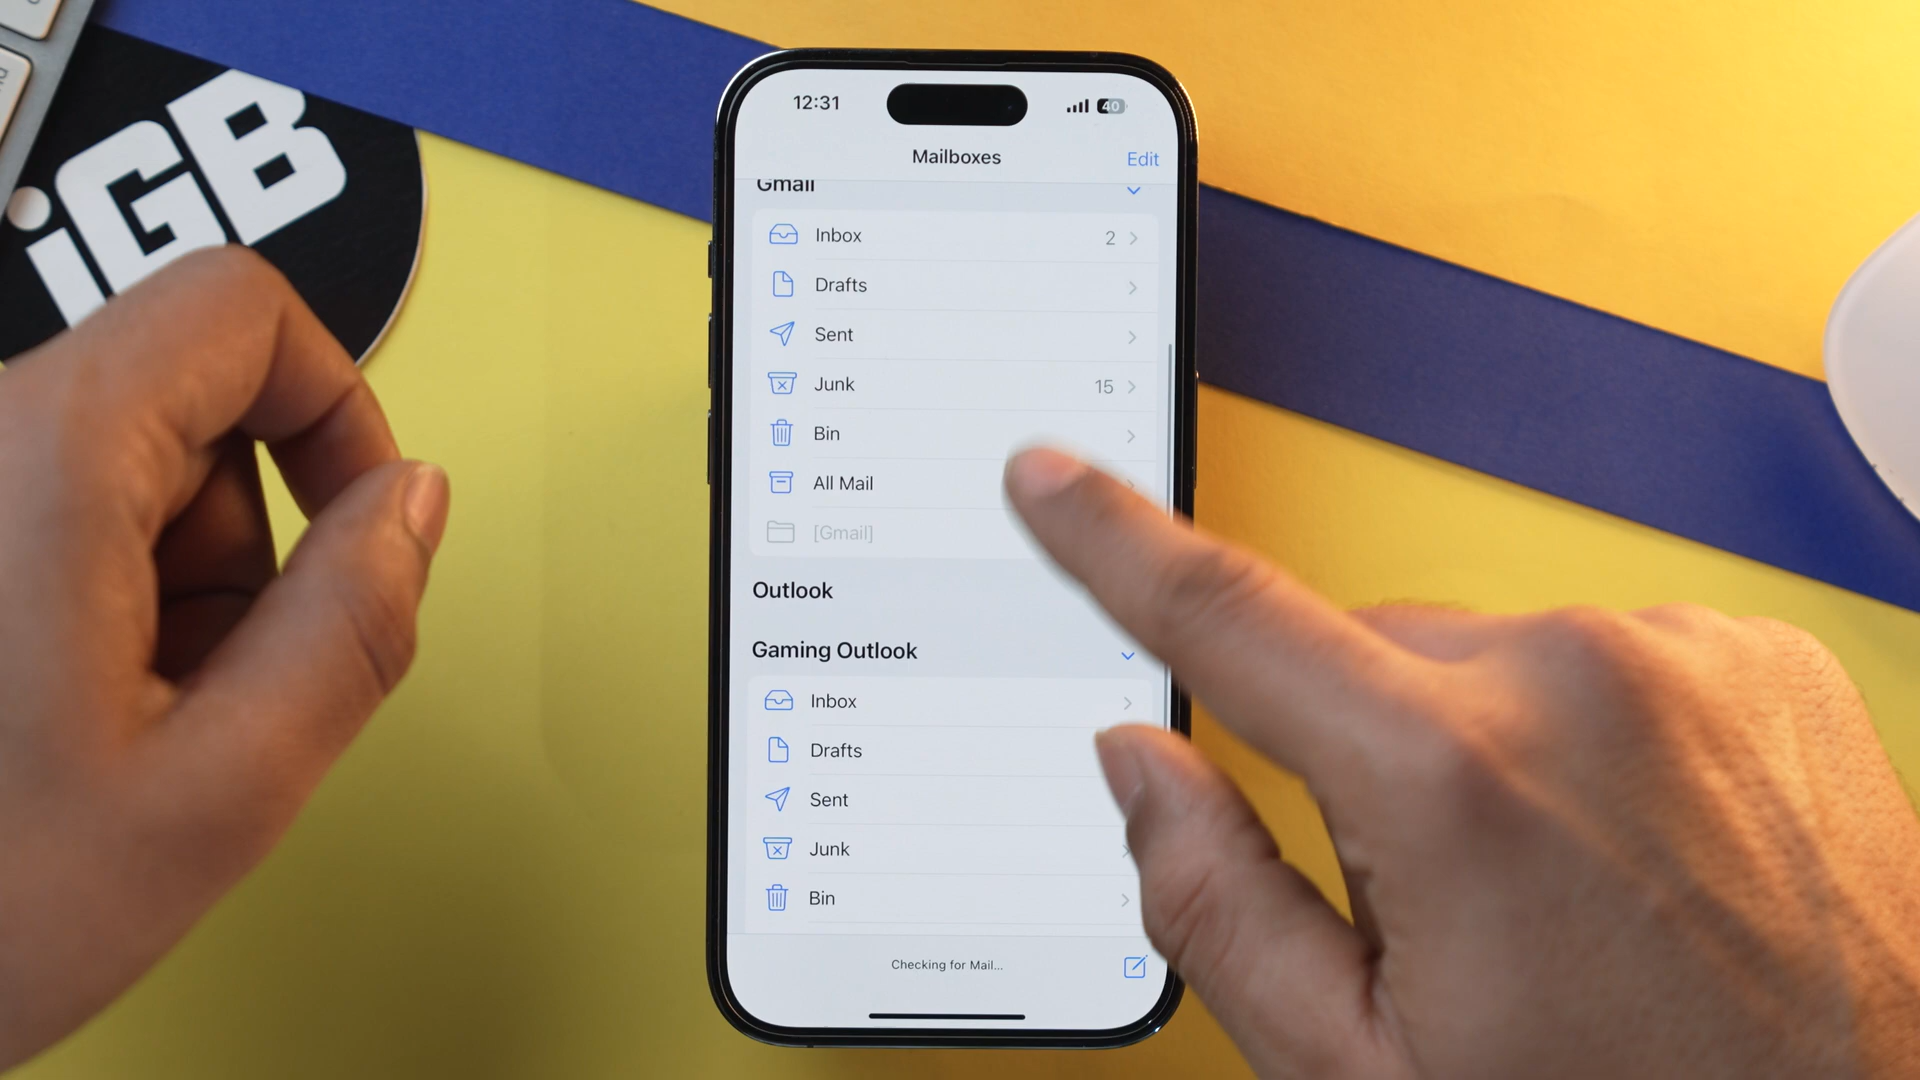 iGB
12:31
40
Mailboxes
Edit
Gmail
Inbox 2
Drafts
Sent
Junk 15
Bin
All Mail
[Gmail]
Outlook
Gaming Outlook
Inbox
Drafts
Sent
Junk
Bin
Checking for Mail...